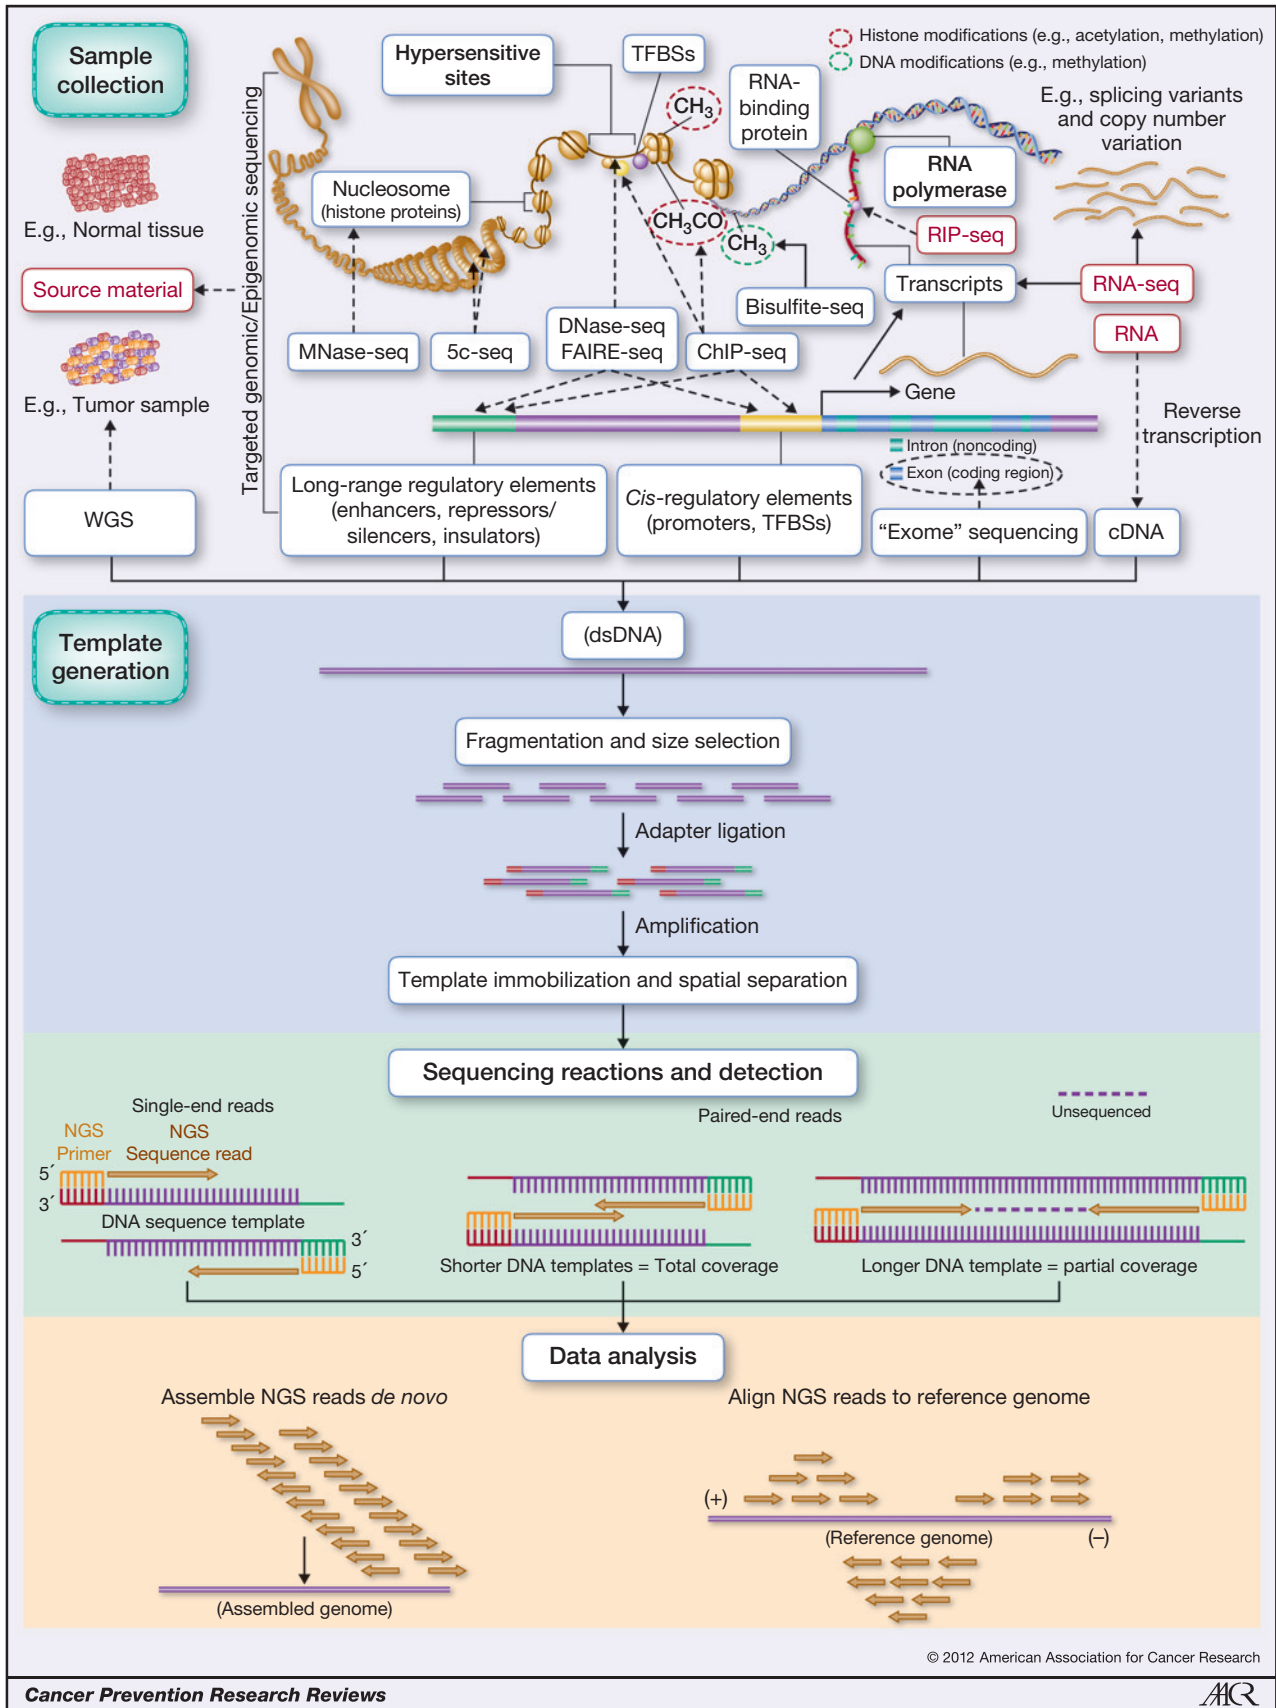 Sample
collection
Hypersensitive
sites
TFBSs
Histone modifications (e.g., acetylation, methylation)
DNA modifications (e.g., methylation)
RNA-
binding
protein
E.g., splicing variants
and copy number
variation
CH3
RNA
polymerase
Nucleosome
(histone proteins)
E.g., Normal tissue
CH3CO
CH3
RIP-seq
Source material
Targeted genomic/Epigenomic sequencing
Transcripts
RNA-seq
Bisulfite-seq
MNase-seq
5c-seq
DNase-seq
FAIRE-seq
ChIP-seq
RNA
E.g., Tumor sample
Gene
Reverse
transcription
Intron (noncoding)
Exon (coding region)
WGS
Long-range regulatory elements
(enhancers, repressors/
silencers, insulators)
Cis-regulatory elements
(promoters, TFBSs)
“Exome” sequencing
cDNA
Template
generation
(dsDNA)
Fragmentation and size selection
Adapter ligation
Amplification
Template immobilization and spatial separation
Sequencing reactions and detection
Single-end reads
Paired-end reads
Unsequenced
NGS
Primer
NGS
Sequence read
5´
3´
DNA sequence template
3´
5´
Shorter DNA templates = Total coverage
Longer DNA template = partial coverage
Data analysis
Assemble NGS reads de novo
Align NGS reads to reference genome
(+)
(Reference genome)
(–)
(Assembled genome)
© 2012 American Association for Cancer Research
Cancer Prevention Research Reviews
AACR